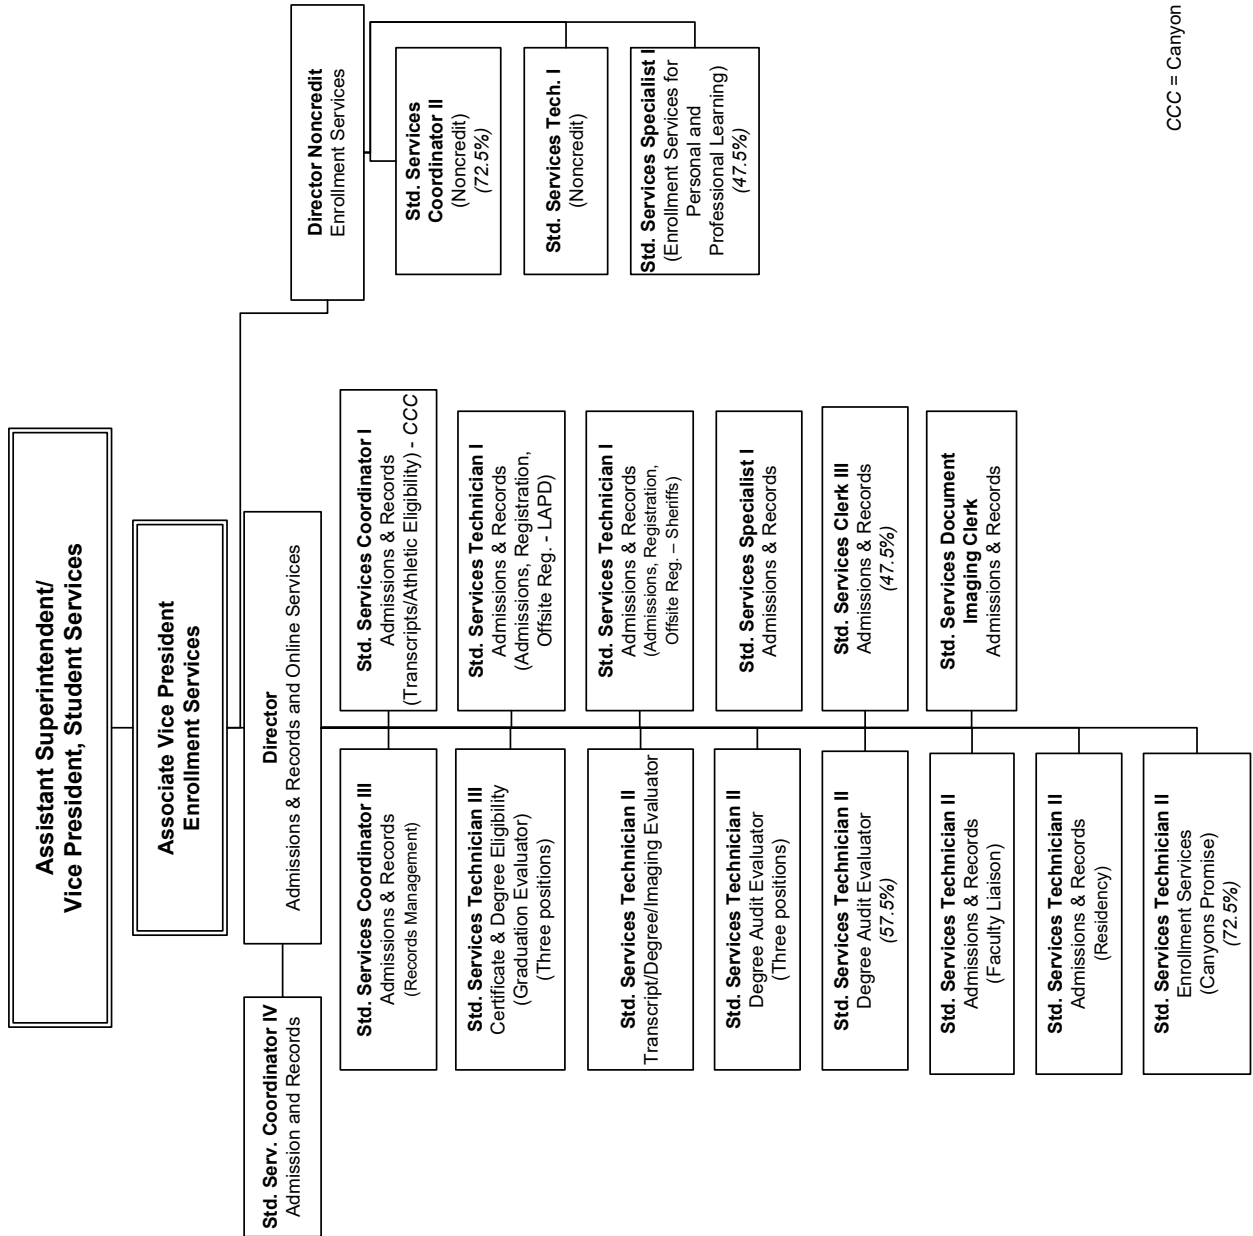 Assistant Superintendent/
Vice President, Student Services
Associate Vice President
Enrollment Services
Std. Serv. Coordinator IV
Admission and Records
Director
Admissions & Records and Online Services
Director Noncredit
Enrollment Services
Std. Services Coordinator III
Admissions & Records
(Records Management)
Std. Services Technician III
Certificate & Degree Eligibility
(Graduation Evaluator)
(Three positions)
Std. Services Technician II
Transcript/Degree/Imaging Evaluator
Std. Services Technician II
Degree Audit Evaluator
(Three positions)
Std. Services Technician II
Degree Audit Evaluator
(57.5%)
Std. Services Technician II
Admissions & Records
(Faculty Liaison)
Std. Services Technician II
Admissions & Records
(Residency)
Std. Services Technician II
Enrollment Services
(Canyons Promise)
(72.5%)
Std. Services Coordinator I
Admissions & Records
(Transcripts/Athletic Eligibility) - CCC
Std. Services Technician I
Admissions & Records
(Admissions, Registration,
Offsite Reg. - LAPD)
Std. Services Technician I
Admissions & Records
(Admissions, Registration,
Offsite Reg. – Sheriffs)
Std. Services Specialist I
Admissions & Records
Std. Services Clerk III
Admissions & Records
(47.5%)
Std. Services Document
Imaging Clerk
Admissions & Records
Std. Services
Coordinator II
(Noncredit)
(72.5%)
Std. Services Tech. I
(Noncredit)
Std. Services Specialist I
(Enrollment Services for
Personal and
Professional Learning)
(47.5%)
CCC = Canyon